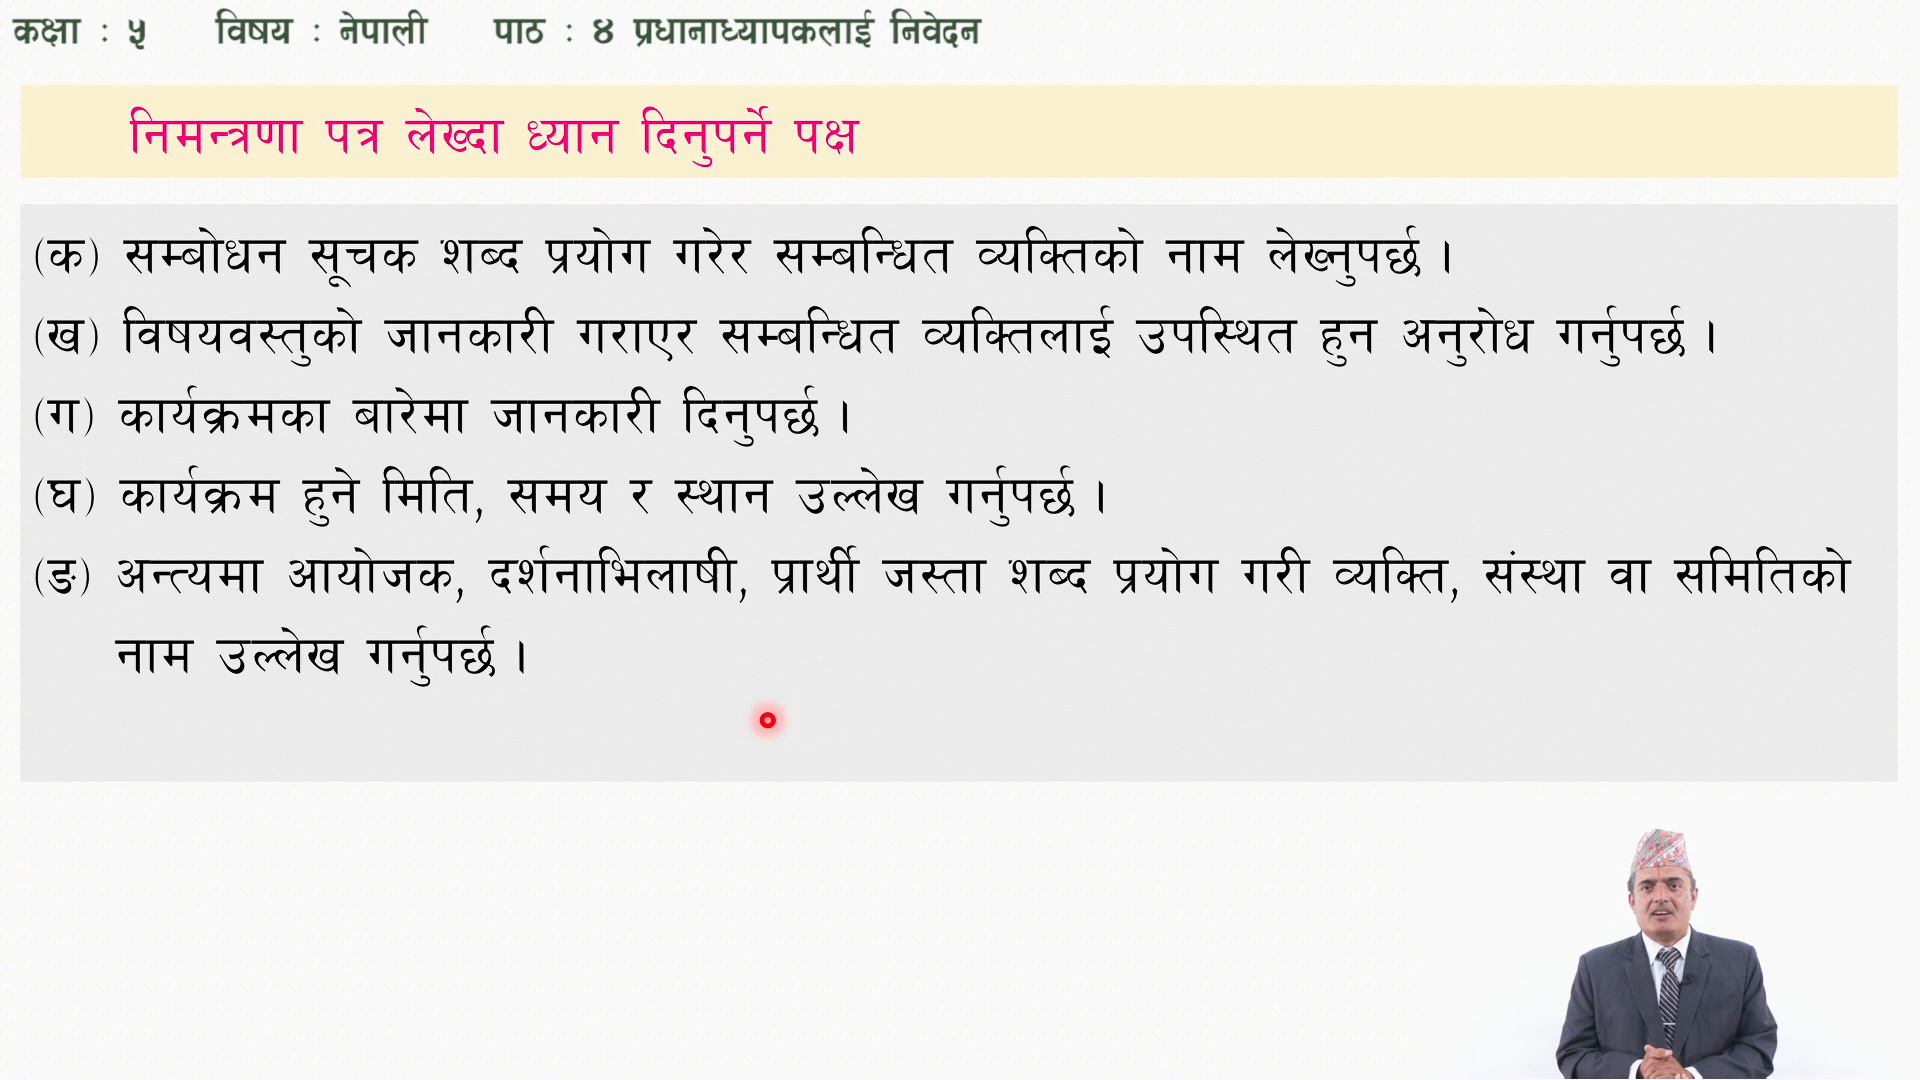 कक्षा : ५ विषय : नेपाली पाठ : ४ प्रधानाध्यापकलाई निवेदन
निमन्त्रणा पत्र लेख्दा ध्यान दिनुपर्ने पक्ष
(क) सम्बोधन सूचक शब्द प्रयोग गरेर सम्बन्धित व्यक्तिको नाम लेख्नुपर्छ ।
(ख) विषयवस्तुको जानकारी गराएर सम्बन्धित व्यक्तिलाई उपस्थित हुन अनुरोध गर्नुपर्छ ।
(ग) कार्यक्रमका बारेमा जानकारी दिनुपर्छ ।
(घ) कार्यक्रम हुने मिति, समय र स्थान उल्लेख गर्नुपर्छ ।
(ङ) अन्त्यमा आयोजक, दर्शनाभिलाषी, प्रार्थी जस्ता शब्द प्रयोग गरी व्यक्ति, संस्था वा समितिको
नाम उल्लेख गर्नुपर्छ ।